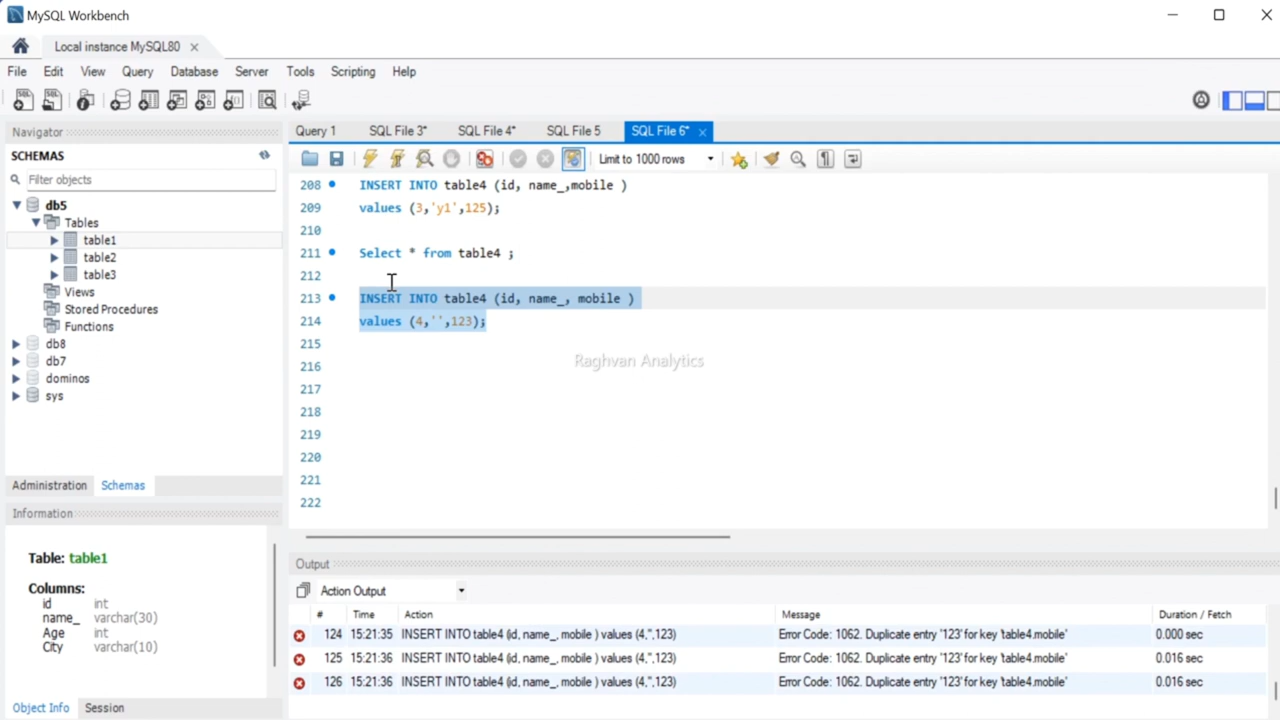 MySQL Workbench
Local instance MySQL80
File Edit View Query Database Server Tools Scripting Help
Navigator
SCHEMAS
Filter objects
db5
Tables
table1
table2
table3
Views
Stored Procedures
Functions
db8
db7
dominos
sys
Administration Schemas
Information
Table: table1
Columns:
id int
name_ varchar(30)
Age int
City varchar(10)
Object Info Session
Query 1 SQL File 3* SQL File 4* SQL File 5 SQL File 6*
Limit to 1000 rows
208 INSERT INTO table4 (id, name_,mobile )
209 values (3,'y1',125);
210
211 Select * from table4 ;
212
213 INSERT INTO table4 (id, name_, mobile )
214 values (4,'',123);
215
216
Raghvan Analytics
217
218
219
220
221
222
Output
Action Output
# Time Action Message Duration / Fetch
124 15:21:35 INSERT INTO table4 (id, name_, mobile ) values (4,'',123) Error Code: 1062. Duplicate entry '123' for key 'table4.mobile' 0.000 sec
125 15:21:36 INSERT INTO table4 (id, name_, mobile ) values (4,'',123) Error Code: 1062. Duplicate entry '123' for key 'table4.mobile' 0.016 sec
126 15:21:36 INSERT INTO table4 (id, name_, mobile ) values (4,'',123) Error Code: 1062. Duplicate entry '123' for key 'table4.mobile' 0.016 sec